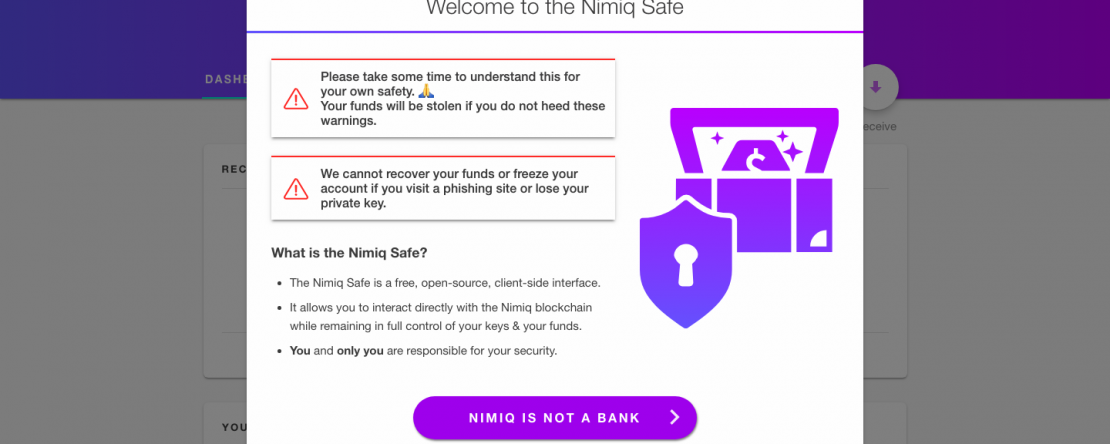 Welcome to the Nimiq Safe
DASHB
Please take some time to understand this for
your own safety. 🙏
Your funds will be stolen if you do not heed these
warnings.
eceive
REC
We cannot recover your funds or freeze your
account if you visit a phishing site or lose your
private key.
What is the Nimiq Safe?
• The Nimiq Safe is a free, open-source, client-side interface.
• It allows you to interact directly with the Nimiq blockchain
while remaining in full control of your keys & your funds.
• You and only you are responsible for your security.
NIMIQ IS NOT A BANK
YOU